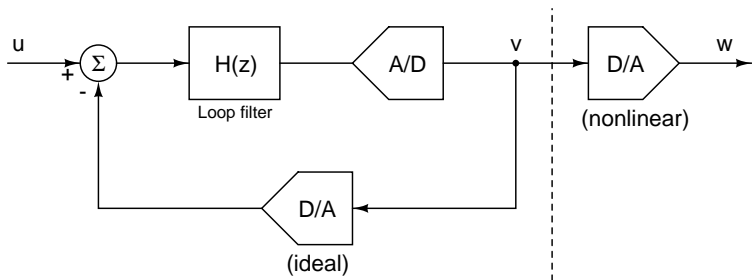 u
+
-
Σ
H(z)
Loop filter
A/D
v
D/A
(nonlinear)
w
D/A
(ideal)